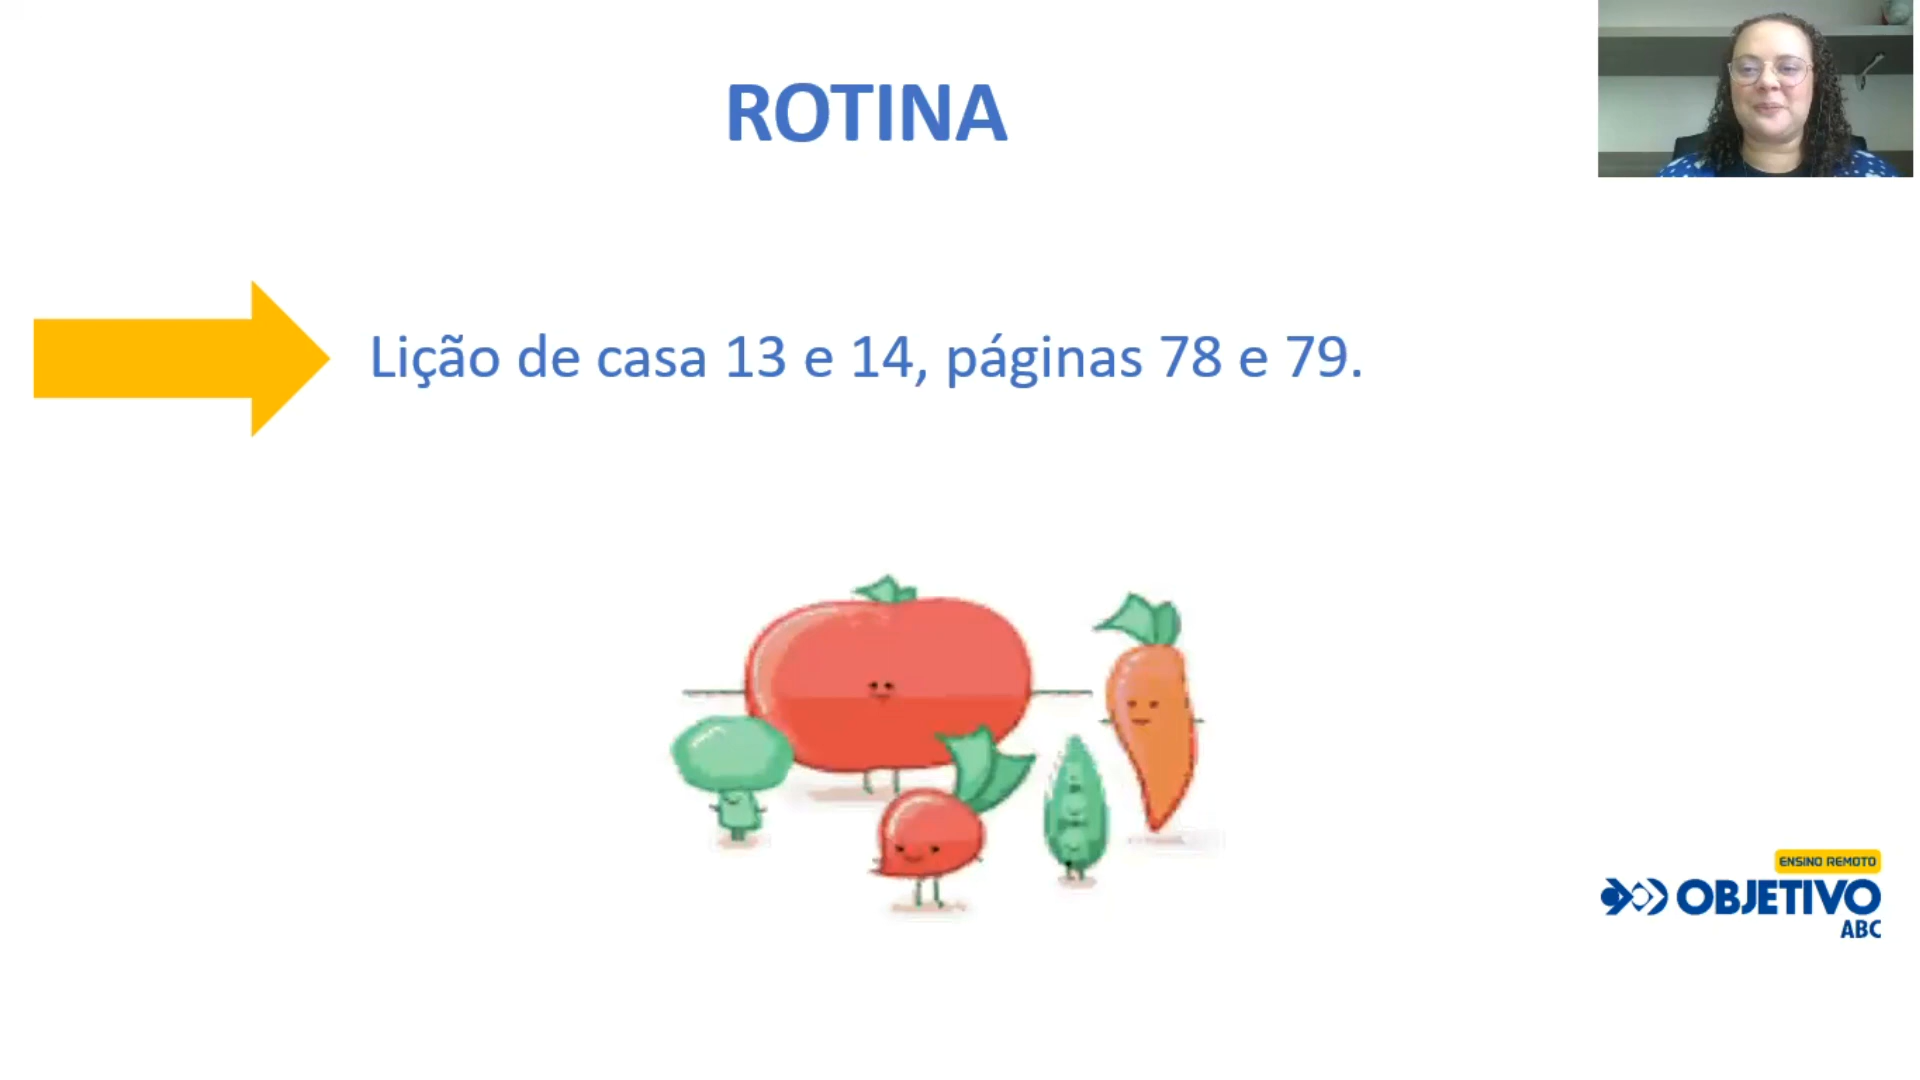 ROTINA
Lição de casa 13 e 14, páginas 78 e 79.
ENSINO REMOTO
OBJETIVO
ABC